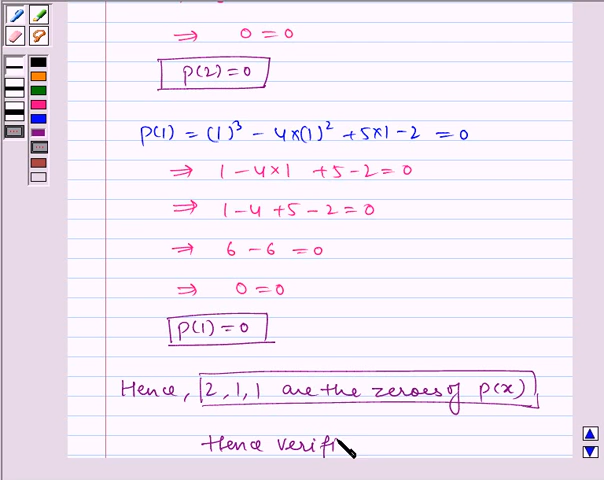 ⇒ 0 = 0
p(2) = 0
p(1) = (1)³ - 4×(1)² + 5×1 - 2 = 0
⇒ 1 - 4×1 + 5 - 2 = 0
⇒ 1 - 4 + 5 - 2 = 0
⇒ 6 - 6 = 0
⇒ 0 = 0
p(1) = 0
Hence, 2, 1, 1 are the zeroes of p(x)
Hence verifi